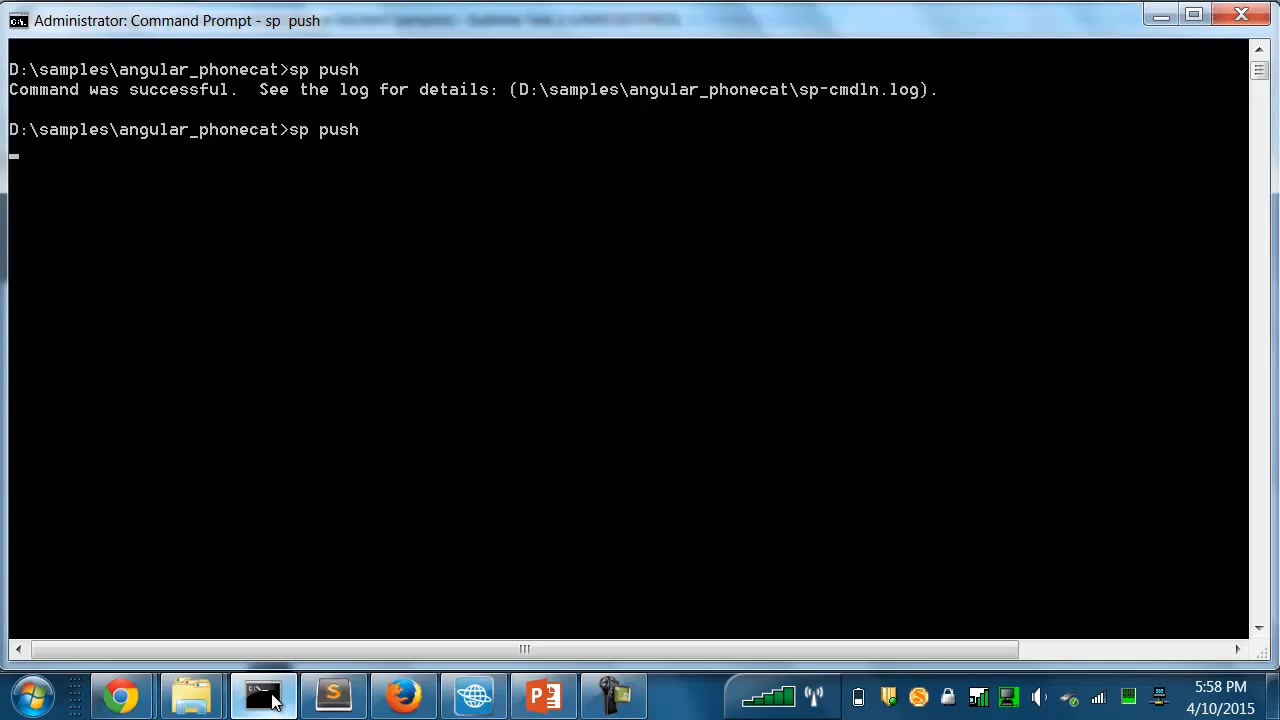 Administrator: Command Prompt - sp  push
D:\samples\angular_phonecat>sp push
Command was successful.  See the log for details: (D:\samples\angular_phonecat\sp-cmdln.log).
D:\samples\angular_phonecat>sp push
5:58 PM
4/10/2015